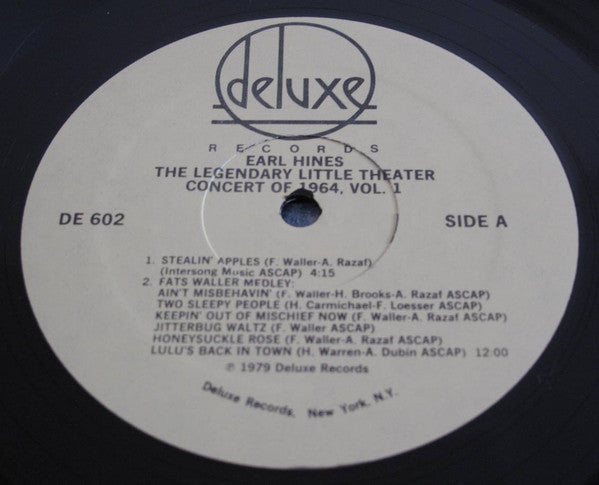 deluxe
RECORDS
EARL HINES
THE LEGENDARY LITTLE THEATER
CONCERT OF 1964, VOL. 1
DE 602
SIDE A
1. STEALIN' APPLES (F. Waller-A. Razaf)
(Intersong Music ASCAP) 4:15
2. FATS WALLER MEDLEY:
AIN'T MISBEHAVIN' (F. Waller-H. Brooks-A. Razaf ASCAP)
TWO SLEEPY PEOPLE (H. Carmichael-F. Loesser ASCAP)
KEEPIN' OUT OF MISCHIEF NOW (F. Waller-A. Razaf ASCAP)
JITTERBUG WALTZ (F. Waller ASCAP)
HONEYSUCKLE ROSE (F. Waller-A. Razaf ASCAP)
LULU'S BACK IN TOWN (H. Warren-A. Dubin ASCAP) 12:00
℗ 1979 Deluxe Records
Deluxe Records, New York, N.Y.